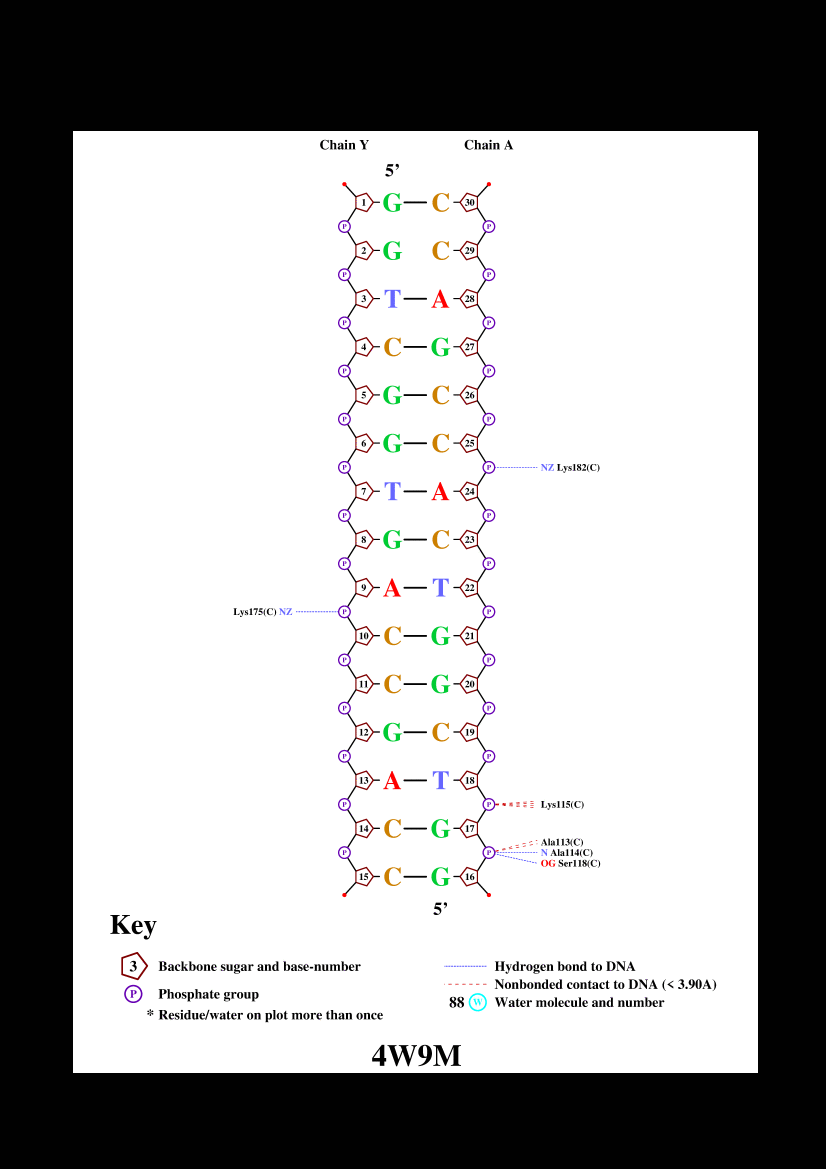 Chain Y Chain A
5’
1 G C 30
P P
2 G C 29
P P
3 T A 28
P P
4 C G 27
P P
5 G C 26
P P
6 G C 25
P P NZ Lys182(C)
7 T A 24
P P
8 G C 23
P P
9 A T 22
Lys175(C) NZ P P
10 C G 21
P P
11 C G 20
P P
12 G C 19
P P
13 A T 18
P P Lys115(C)
14 C G 17
Ala113(C)
P P N Ala114(C)
OG Ser118(C)
15 C G 16
5’
Key
3 Backbone sugar and base-number Hydrogen bond to DNA
Nonbonded contact to DNA (< 3.90A)
P Phosphate group
88 W Water molecule and number
* Residue/water on plot more than once
4W9M